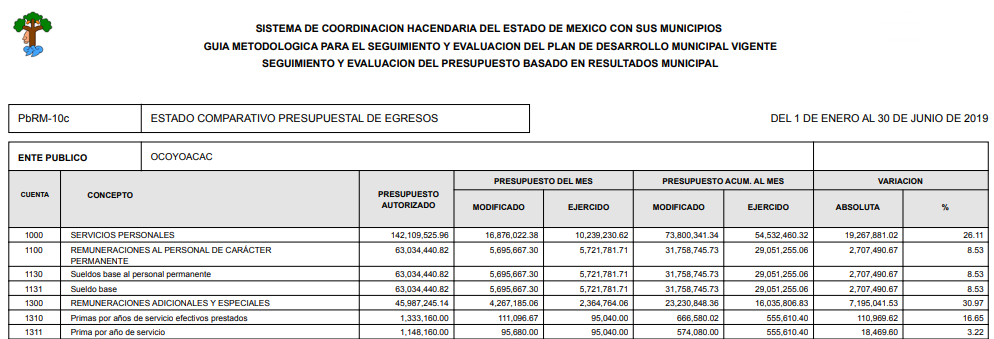 SISTEMA DE COORDINACION HACENDARIA DEL ESTADO DE MEXICO CON SUS MUNICIPIOS
GUIA METODOLOGICA PARA EL SEGUIMIENTO Y EVALUACION DEL PLAN DE DESARROLLO MUNICIPAL VIGENTE
SEGUIMIENTO Y EVALUACION DEL PRESUPUESTO BASADO EN RESULTADOS MUNICIPAL
PbRM-10c ESTADO COMPARATIVO PRESUPUESTAL DE EGRESOS DEL 1 DE ENERO AL 30 DE JUNIO DE 2019
ENTE PUBLICO OCOYOACAC
CUENTA CONCEPTO PRESUPUESTO AUTORIZADO PRESUPUESTO DEL MES PRESUPUESTO ACUM. AL MES VARIACION
MODIFICADO EJERCIDO MODIFICADO EJERCIDO ABSOLUTA %
1000 SERVICIOS PERSONALES 142,109,525.96 16,876,022.38 10,239,230.62 73,800,341.34 54,532,460.32 19,267,881.02 26.11
1100 REMUNERACIONES AL PERSONAL DE CARÁCTER PERMANENTE 63,034,440.82 5,695,667.30 5,721,781.71 31,758,745.73 29,051,255.06 2,707,490.67 8.53
1130 Sueldos base al personal permanente 63,034,440.82 5,695,667.30 5,721,781.71 31,758,745.73 29,051,255.06 2,707,490.67 8.53
1131 Sueldo base 63,034,440.82 5,695,667.30 5,721,781.71 31,758,745.73 29,051,255.06 2,707,490.67 8.53
1300 REMUNERACIONES ADICIONALES Y ESPECIALES 45,987,245.14 4,267,185.06 2,364,764.06 23,230,848.36 16,035,806.83 7,195,041.53 30.97
1310 Primas por años de servicio efectivos prestados 1,333,160.00 111,096.67 95,040.00 666,580.02 555,610.40 110,969.62 16.65
1311 Prima por año de servicio 1,148,160.00 95,680.00 95,040.00 574,080.00 555,610.40 18,469.60 3.22